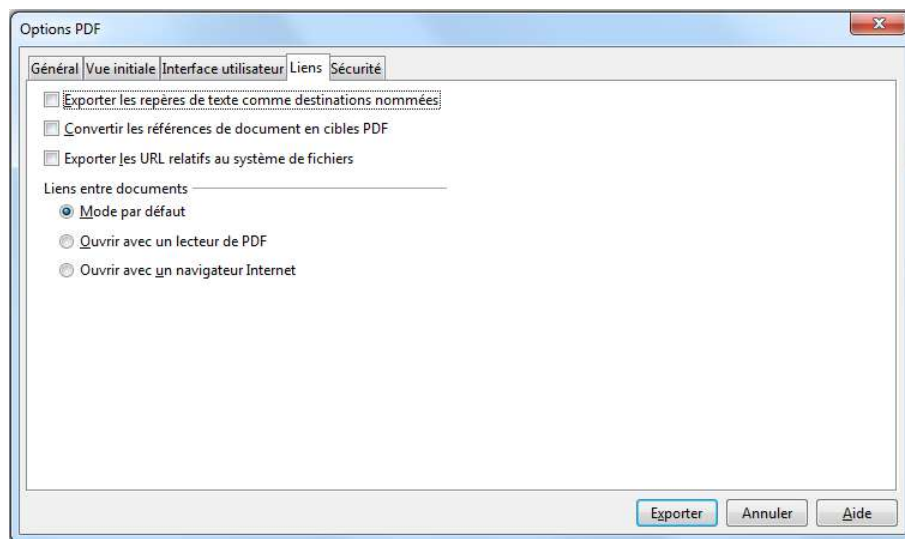 Options PDF
Général Vue initiale Interface utilisateur Liens Sécurité
Exporter les repères de texte comme destinations nommées
Convertir les références de document en cibles PDF
Exporter les URL relatifs au système de fichiers
Liens entre documents
Mode par défaut
Ouvrir avec un lecteur de PDF
Ouvrir avec un navigateur Internet
Exporter Annuler Aide